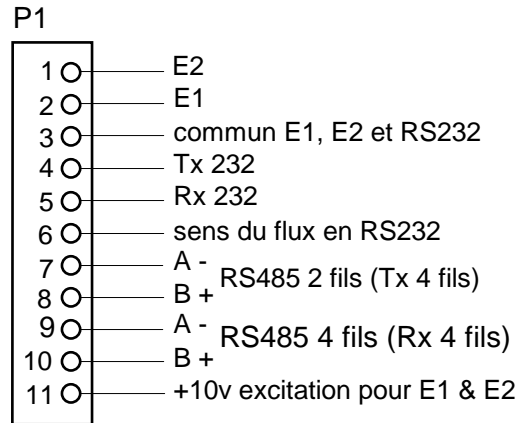 P1
1 E2
2 E1
3 commun E1, E2 et RS232
4 Tx 232
5 Rx 232
6 sens du flux en RS232
7 A -
RS485 2 fils (Tx 4 fils)
8 B +
9 A -
RS485 4 fils (Rx 4 fils)
10 B +
11 +10v excitation pour E1 & E2